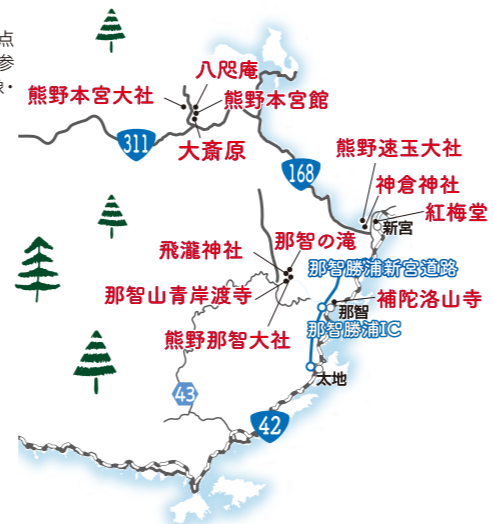 点
参
線・
八咫庵
熊野本宮大社
熊野本宮館
311
大斎原
熊野速玉大社
168
神倉神社
紅梅堂
新宮
那智の滝
飛瀧神社
那智勝浦新宮道路
那智山青岸渡寺
補陀洛山寺
那智
熊野那智大社
那智勝浦IC
太地
43
42